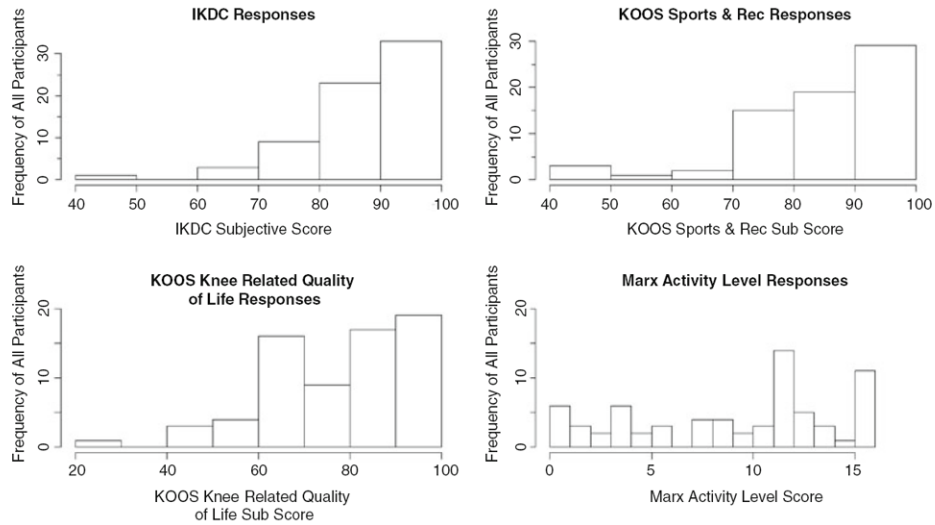 IKDC Responses
Frequency of All Participants
30
20
10
0
40 50 60 70 80 90 100
IKDC Subjective Score
KOOS Sports & Rec Responses
Frequency of All Participants
30
20
10
0
40 50 60 70 80 90 100
KOOS Sports & Rec Sub Score
KOOS Knee Related Quality
of Life Responses
Frequency of All Participants
20
10
0
20 40 60 80 100
KOOS Knee Related Quality
of Life Sub Score
Marx Activity Level Responses
Frequency of All Participants
20
10
0
0 5 10 15
Marx Activity Level Score